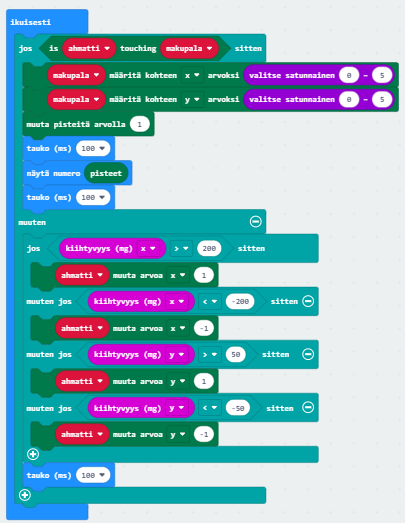 ikuisesti
jos is ahmatti touching makupala sitten
makupala määritä kohteen x arvoksi valitse satunnainen 0 – 5
makupala määritä kohteen y arvoksi valitse satunnainen 0 – 5
muuta pisteitä arvolla 1
tauko (ms) 100
näytä numero pisteet
tauko (ms) 100
muuten
jos kiihtyvyys (mg) x > 200 sitten
ahmatti muuta arvoa x 1
muuten jos kiihtyvyys (mg) x < -200 sitten
ahmatti muuta arvoa x -1
muuten jos kiihtyvyys (mg) y > 50 sitten
ahmatti muuta arvoa y 1
muuten jos kiihtyvyys (mg) y < -50 sitten
ahmatti muuta arvoa y -1
tauko (ms) 100